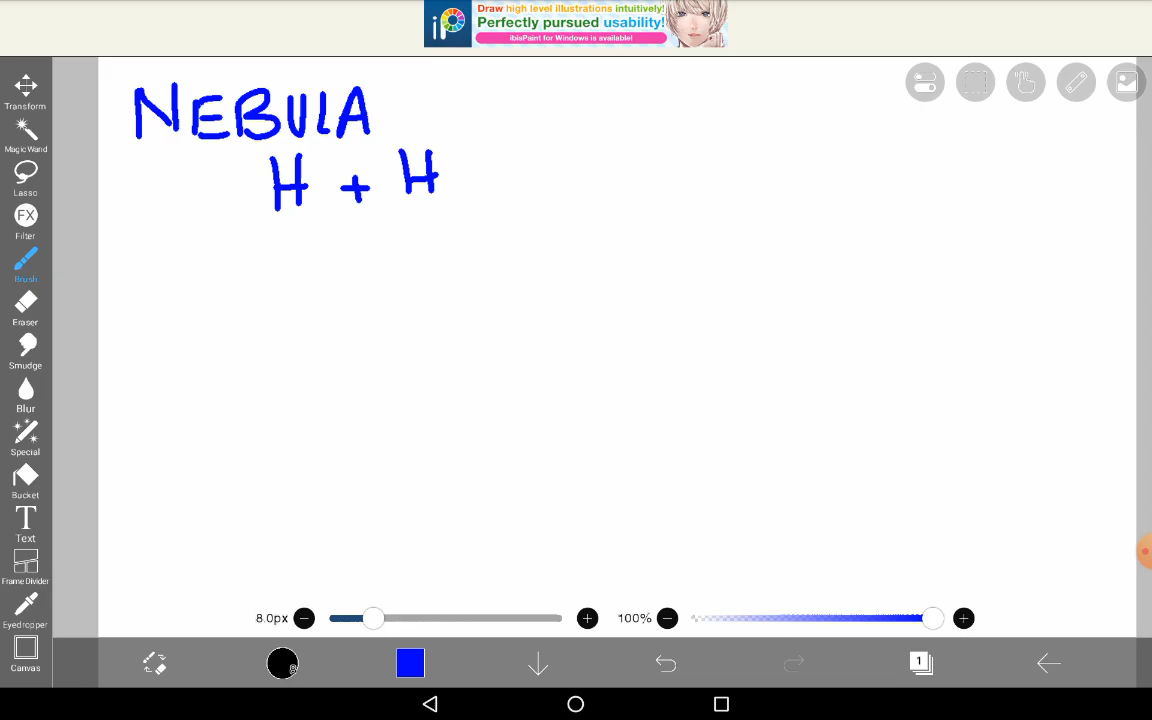 Draw high level illustrations intuitively!
Perfectly pursued usability!
ibisPaint for Windows is available!
Transform
Magic Wand
Lasso
FX
Filter
Brush
Eraser
Smudge
Blur
Special
Bucket
T
Text
Frame Divider
Eyedropper
Canvas
NEBULA
H + H
8.0px
100%
1